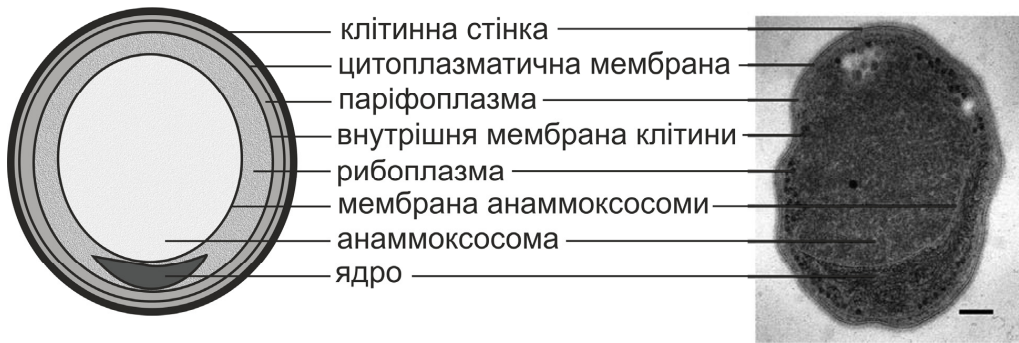 клітинна стінка
цитоплазматична мембрана
паріфоплазма
внутрішня мембрана клітини
рибоплазма
мембрана анаммоксосоми
анаммоксосома
ядро